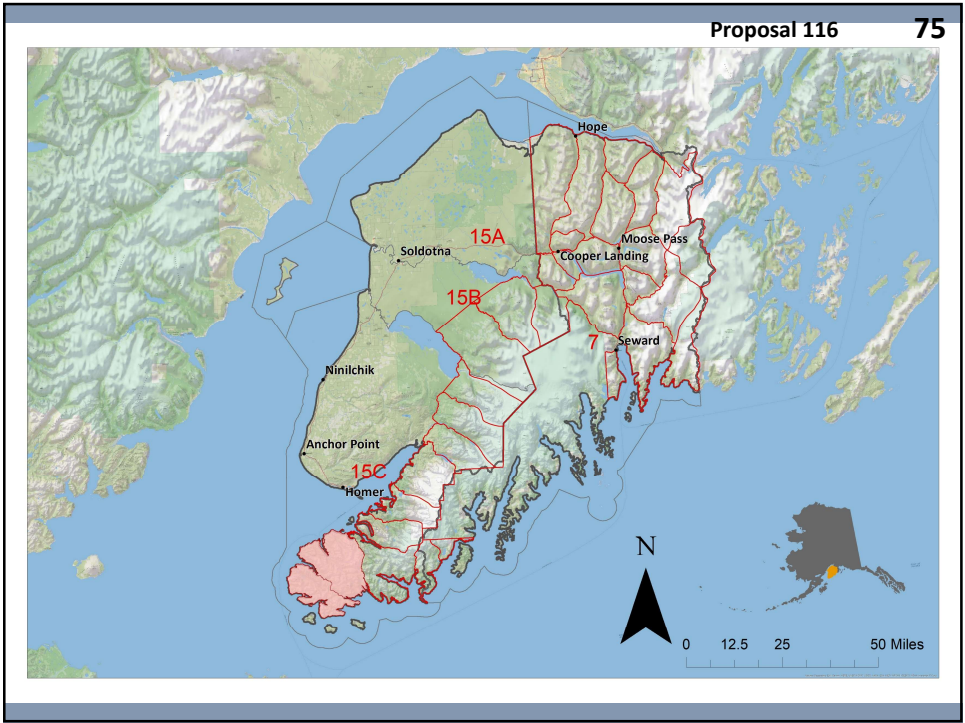 Proposal 116
75
Hope
15A
Moose Pass
Soldotna
Cooper Landing
15B
7
Seward
Ninilchik
Anchor Point
15C
Homer
N
0 12.5 25 50 Miles